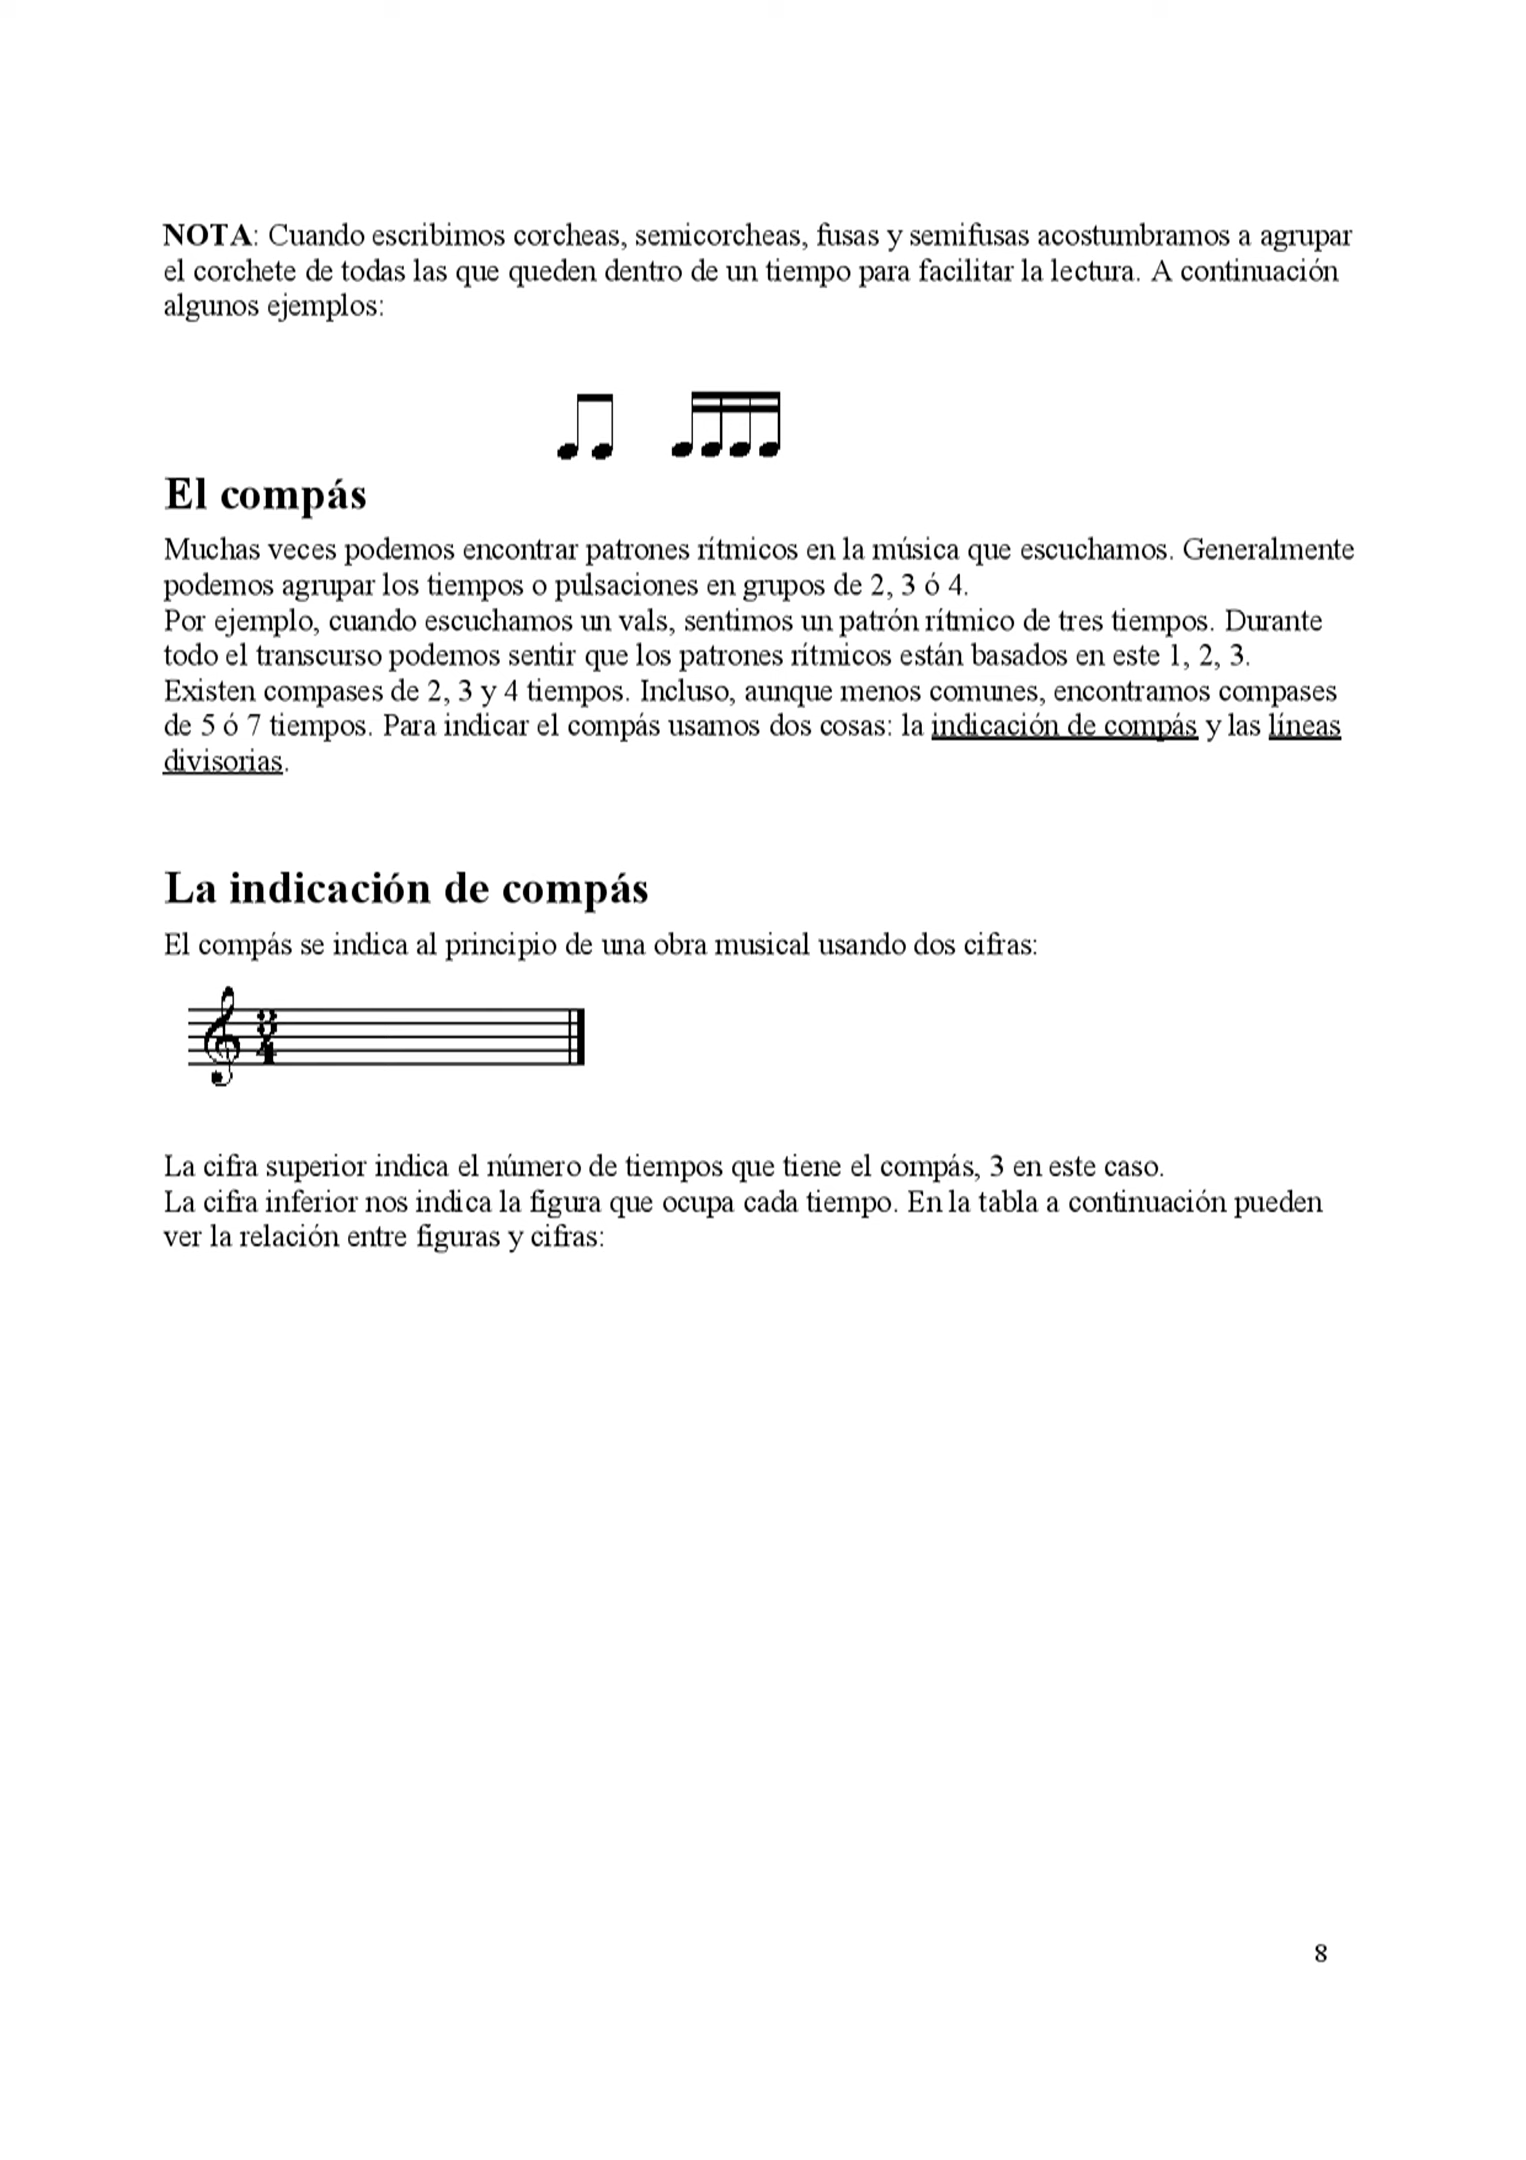 NOTA: Cuando escribimos corcheas, semicorcheas, fusas y semifusas acostumbramos a agrupar
el corchete de todas las que queden dentro de un tiempo para facilitar la lectura. A continuación
algunos ejemplos:
El compás
Muchas veces podemos encontrar patrones rítmicos en la música que escuchamos. Generalmente
podemos agrupar los tiempos o pulsaciones en grupos de 2, 3 ó 4.
Por ejemplo, cuando escuchamos un vals, sentimos un patrón rítmico de tres tiempos. Durante
todo el transcurso podemos sentir que los patrones rítmicos están basados en este 1, 2, 3.
Existen compases de 2, 3 y 4 tiempos. Incluso, aunque menos comunes, encontramos compases
de 5 ó 7 tiempos. Para indicar el compás usamos dos cosas: la indicación de compás y las líneas
divisorias.
La indicación de compás
El compás se indica al principio de una obra musical usando dos cifras:
3
4
La cifra superior indica el número de tiempos que tiene el compás, 3 en este caso.
La cifra inferior nos indica la figura que ocupa cada tiempo. En la tabla a continuación pueden
ver la relación entre figuras y cifras:
8